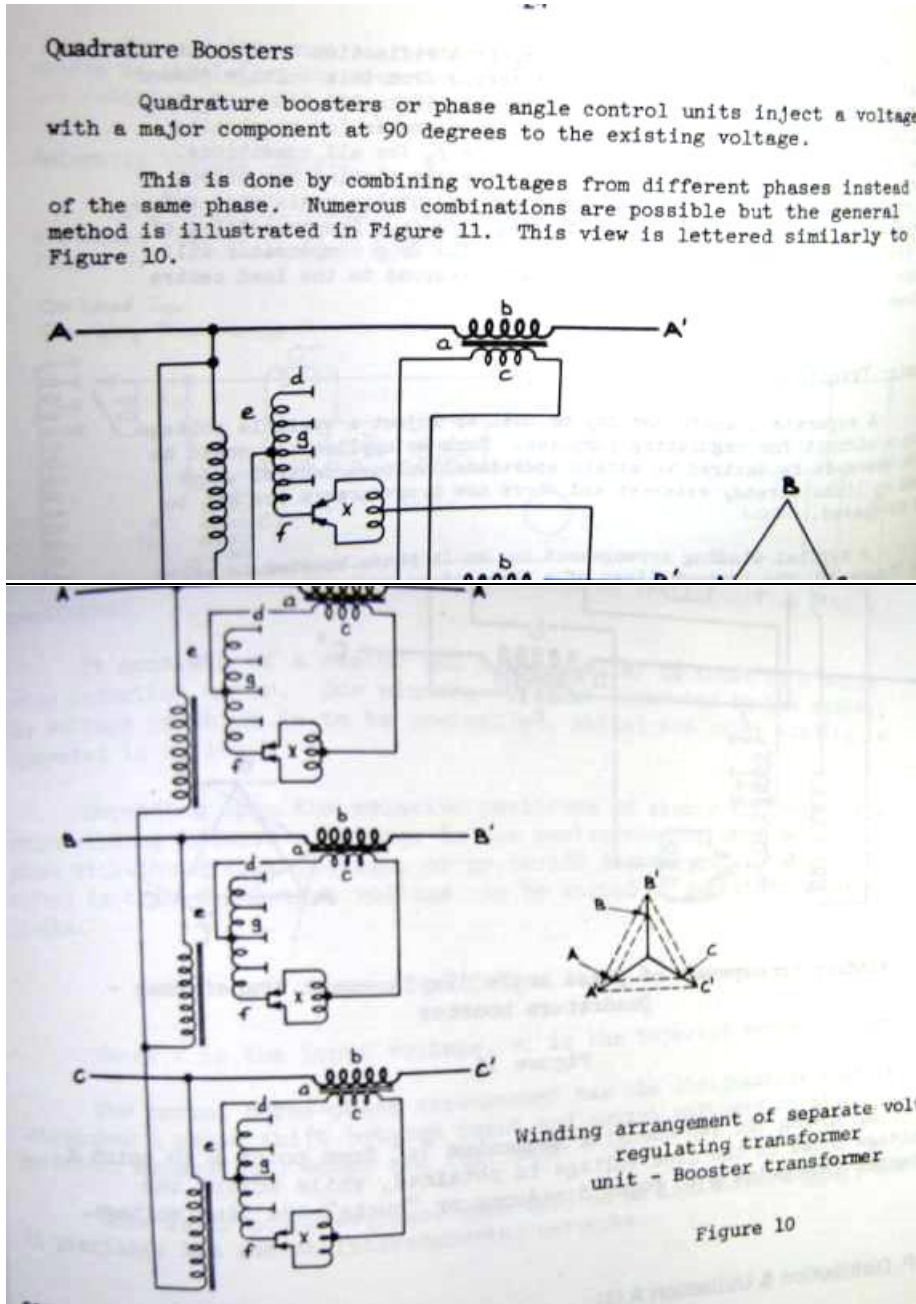 Quadrature Boosters
Quadrature boosters or phase angle control units inject a voltage
with a major component at 90 degrees to the existing voltage.
This is done by combining voltages from different phases instead
of the same phase. Numerous combinations are possible but the general
method is illustrated in Figure 11. This view is lettered similarly to
Figure 10.
A b A'
a
c
d
e
g
f x
B
b
A a A
c
d
e
g
f x
B b B'
a
c
d
e
g
f x
B'
B
A C
A' C'
C b C'
a
c
d
e
g
f x
Winding arrangement of separate
regulating transformer
unit - Booster transformer
Figure 10